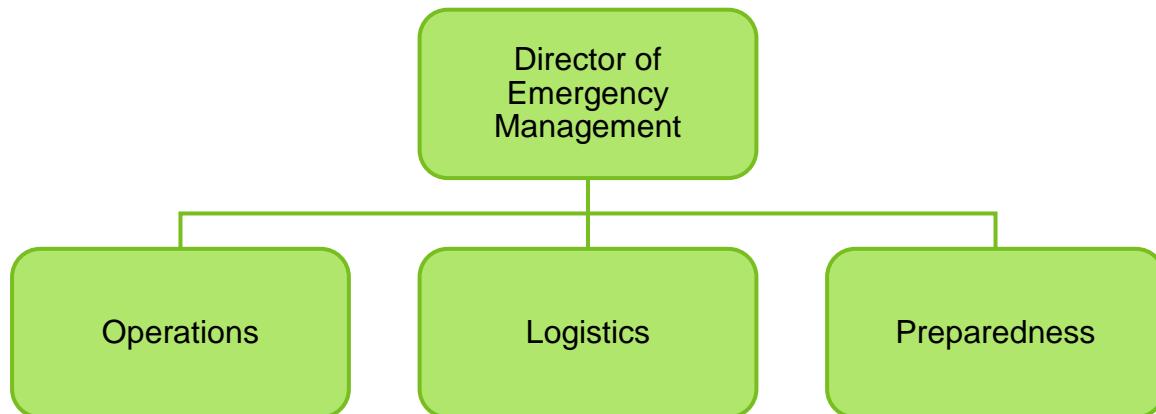 Director of
Emergency
Management
Operations
Logistics
Preparedness